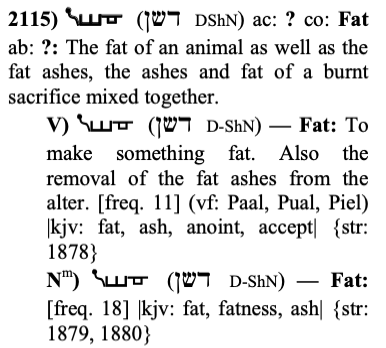 2115) (דשן DShN) ac: ? co: Fat
ab: ?: The fat of an animal as well as the
fat ashes, the ashes and fat of a burnt
sacrifice mixed together.
V) (דשן D-ShN) — Fat: To
make something fat. Also the
removal of the fat ashes from the
alter. [freq. 11] (vf: Paal, Pual, Piel)
|kjv: fat, ash, anoint, accept| {str:
1878}
Nᵐ) (דשן D-ShN) — Fat:
[freq. 18] |kjv: fat, fatness, ash| {str:
1879, 1880}